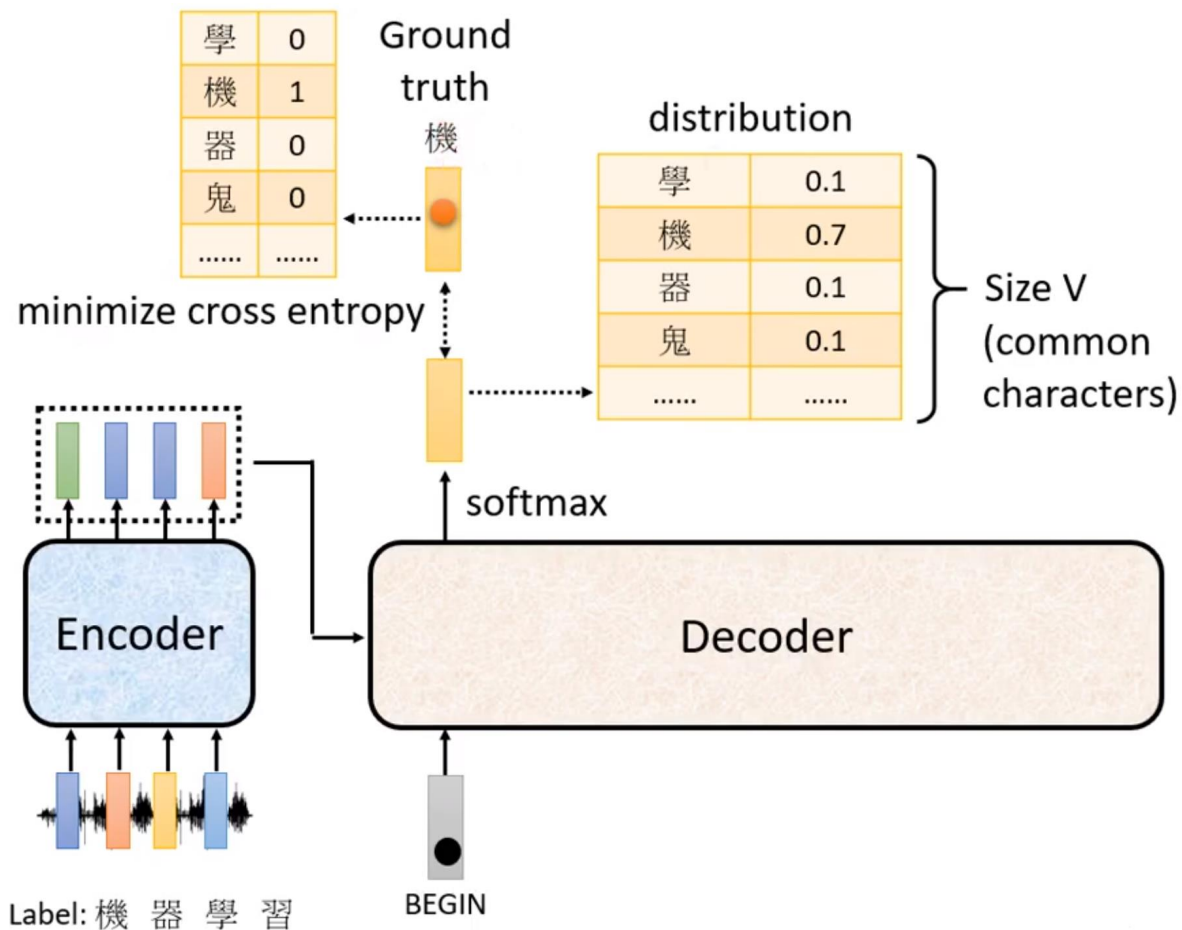 學 0
機 1
器 0
鬼 0
...... ......
Ground
truth
機
distribution
學 0.1
機 0.7
器 0.1
鬼 0.1
...... ......
Size V
(common
characters)
minimize cross entropy
softmax
Encoder
Decoder
BEGIN
Label: 機 器 學 習